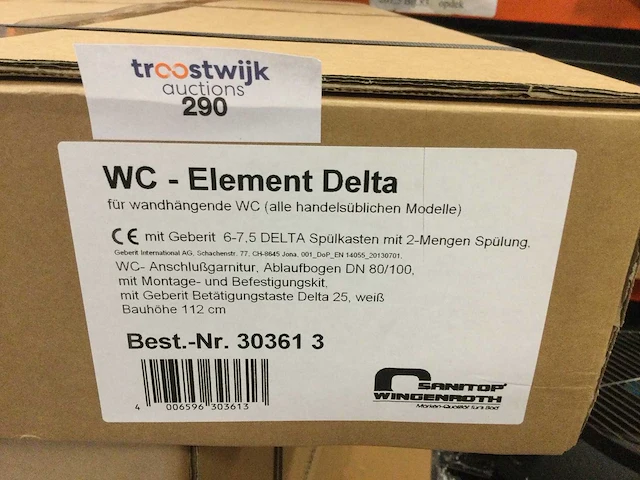 troostwijk
auctions
290
WC - Element Delta
für wandhängende WC (alle handelsüblichen Modelle)
CE mit Geberit 6-7,5 DELTA Spülkasten mit 2-Mengen Spülung,
Geberit International AG, Schachenstr. 77, CH-8645 Jona, 001_DoP_EN 14055_20130701,
WC- Anschlußgarnitur, Ablaufbogen DN 80/100,
mit Montage- und Befestigungskit,
mit Geberit Betätigungstaste Delta 25, weiß
Bauhöhe 112 cm
Best.-Nr. 30361 3
4 006596 303613
SANITOP
WINGENROTH
Marken-Qualität fürs Bad